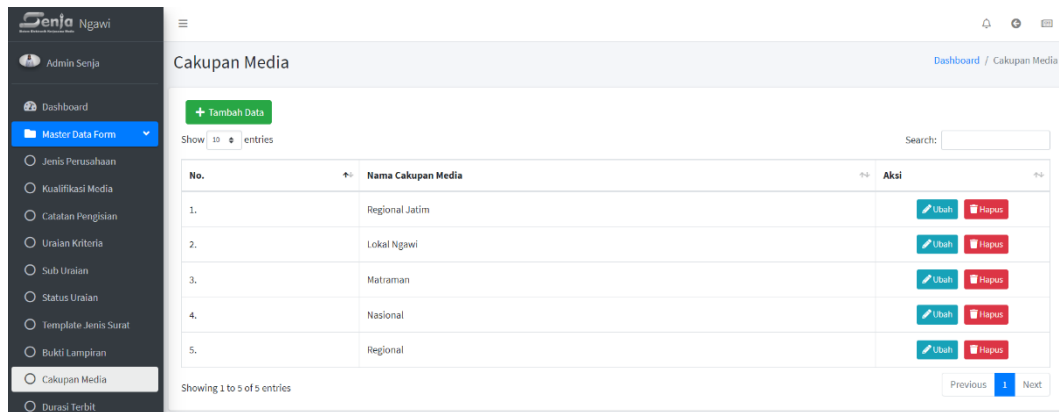 Senja Ngawi
Admin Senja
Dashboard
Master Data Form
Jenis Perusahaan
Kualifikasi Media
Catatan Pengisian
Uraian Kriteria
Sub Uraian
Status Uraian
Template Jenis Surat
Bukti Lampiran
Cakupan Media
Durasi Terbit
Cakupan Media
Dashboard / Cakupan Media
+ Tambah Data
Show 10 entries
Search:
No. Nama Cakupan Media Aksi
1. Regional Jatim Ubah Hapus
2. Lokal Ngawi Ubah Hapus
3. Matraman Ubah Hapus
4. Nasional Ubah Hapus
5. Regional Ubah Hapus
Showing 1 to 5 of 5 entries
Previous 1 Next